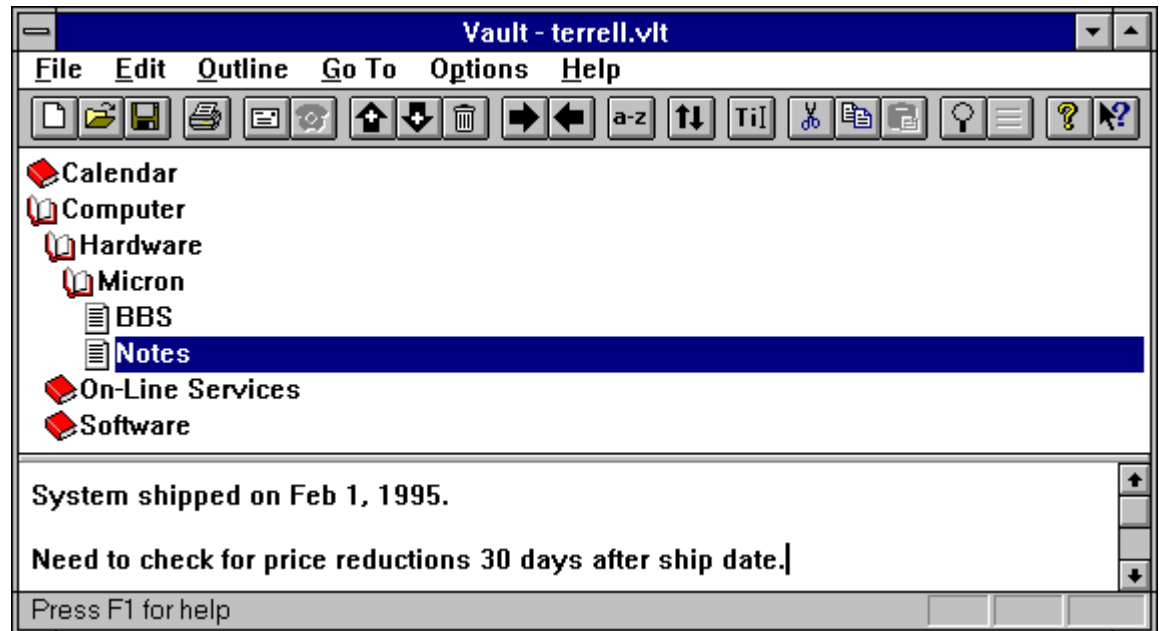 Vault - terrell.vlt
File Edit Outline Go To Options Help
a-z TiI ? ?
Calendar
Computer
Hardware
Micron
BBS
Notes
On-Line Services
Software
System shipped on Feb 1, 1995.
Need to check for price reductions 30 days after ship date.
Press F1 for help